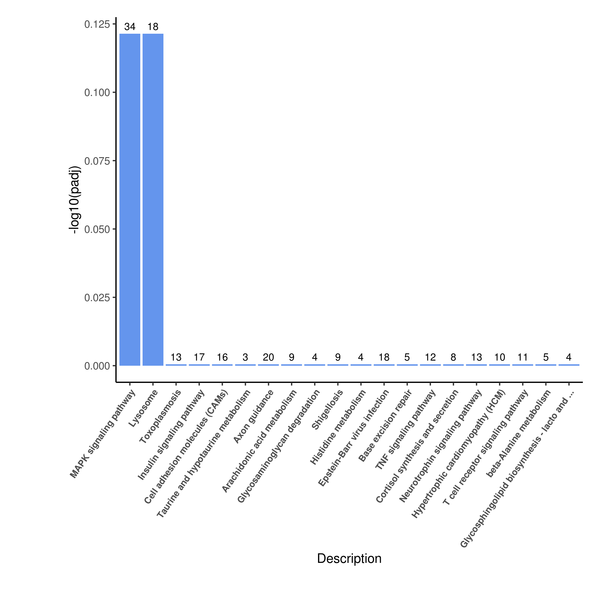 0.125
0.100
0.075
0.050
0.025
0.000
-log10(padj)
34 18 13 17 16 3 20 9 4 9 4 18 5 12 8 13 10 11 5 4
MAPK signaling pathway
Lysosome
Toxoplasmosis
Insulin signaling pathway
Cell adhesion molecules (CAMs)
Taurine and hypotaurine metabolism
Axon guidance
Arachidonic acid metabolism
Glycosaminoglycan degradation
Shigellosis
Histidine metabolism
Epstein-Barr virus infection
Base excision repair
TNF signaling pathway
Cortisol synthesis and secretion
Neurotrophin signaling pathway
Hypertrophic cardiomyopathy (HCM)
T cell receptor signaling pathway
beta-Alanine metabolism
Glycosphingolipid biosynthesis - lacto and ...
Description